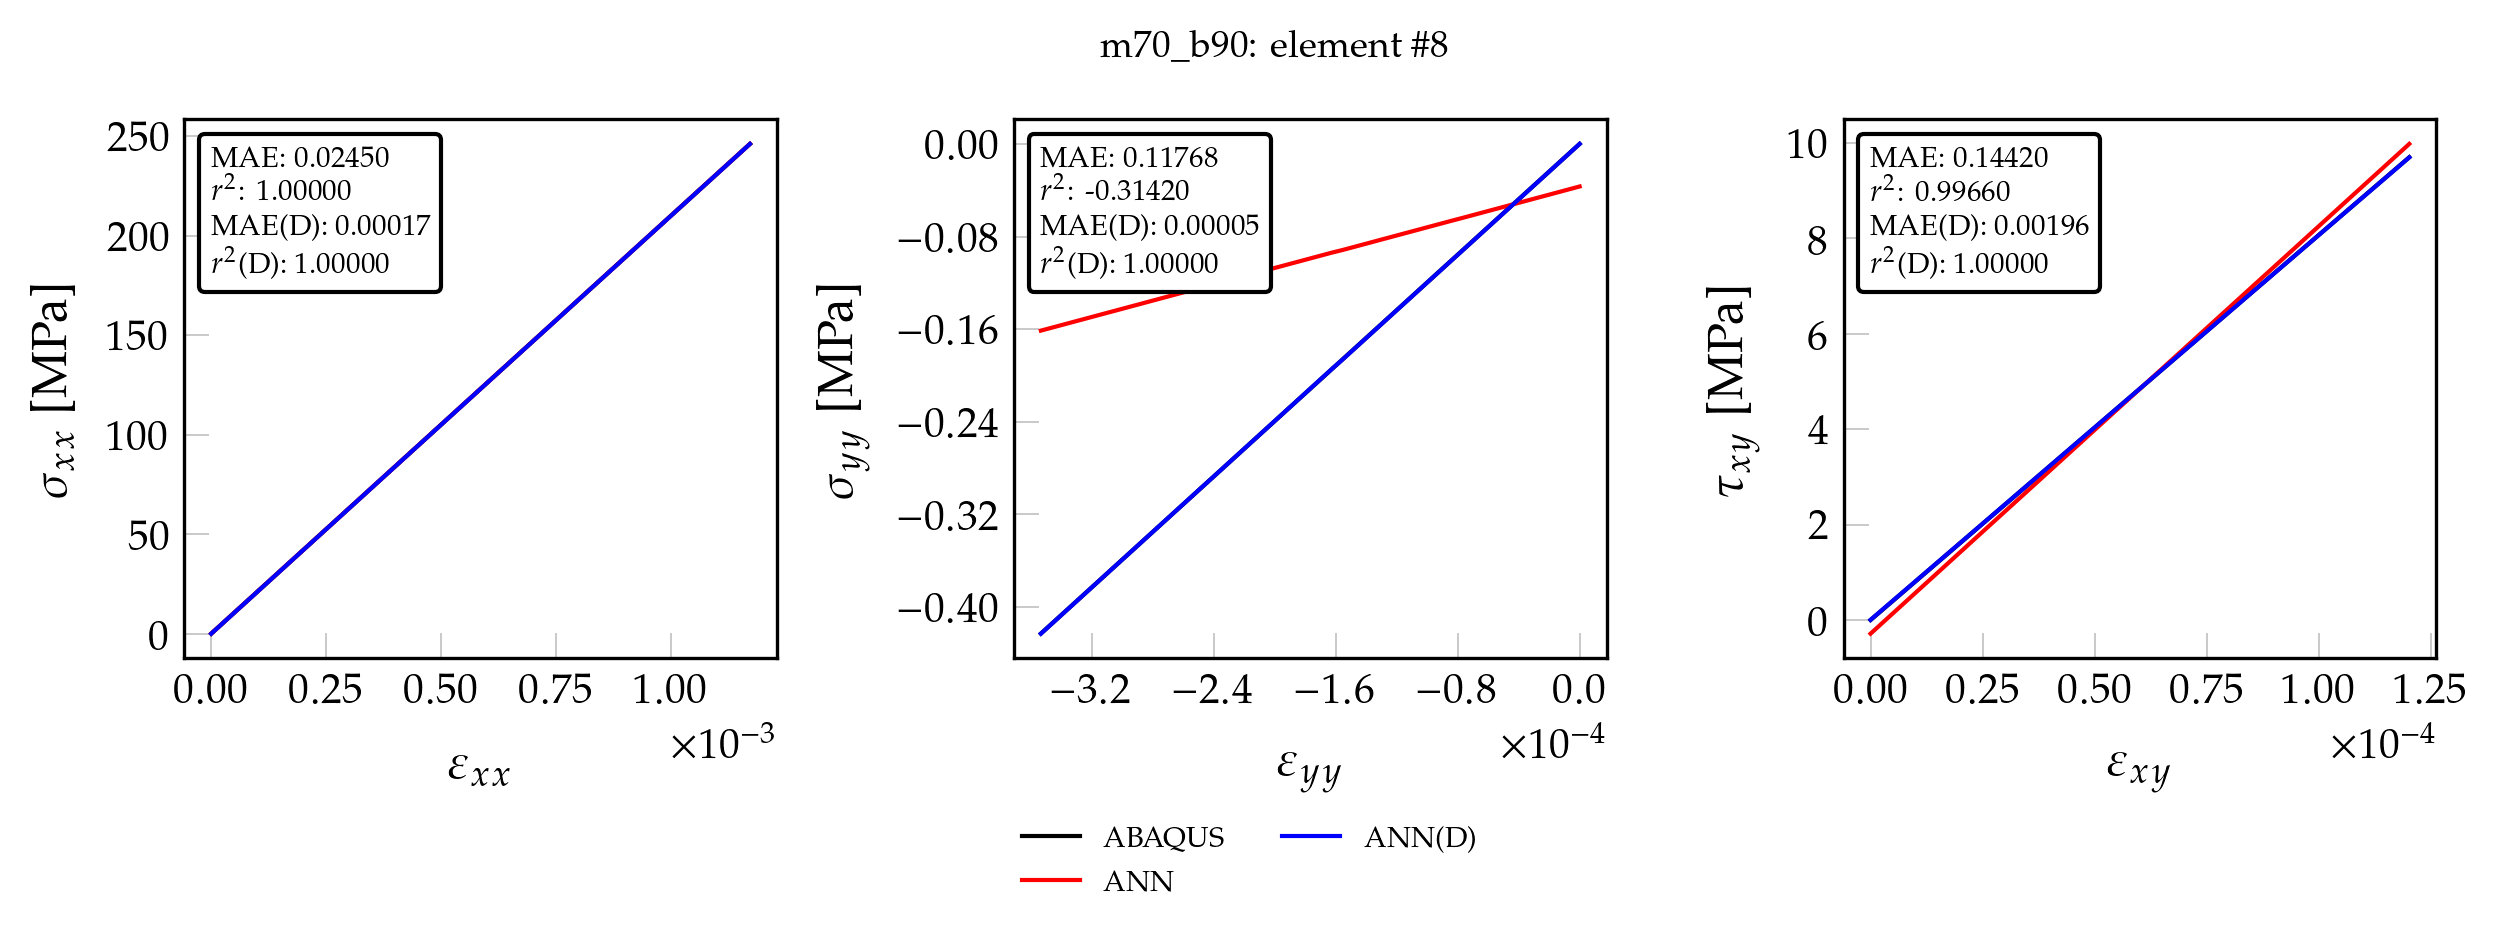 m70_b90: element #8
250
200
150
100
50
0
σxx [MPa]
MAE: 0.02450
r²: 1.00000
MAE(D): 0.00017
r²(D): 1.00000
0.00 0.25 0.50 0.75 1.00
×10⁻³
εxx
0.00
−0.08
−0.16
−0.24
−0.32
−0.40
σyy [MPa]
MAE: 0.11768
r²: -0.31420
MAE(D): 0.00005
r²(D): 1.00000
−3.2 −2.4 −1.6 −0.8 0.0
×10⁻⁴
εyy
10
8
6
4
2
0
τxy [MPa]
MAE: 0.14420
r²: 0.99660
MAE(D): 0.00196
r²(D): 1.00000
0.00 0.25 0.50 0.75 1.00 1.25
×10⁻⁴
εxy
ABAQUS ANN(D)
ANN